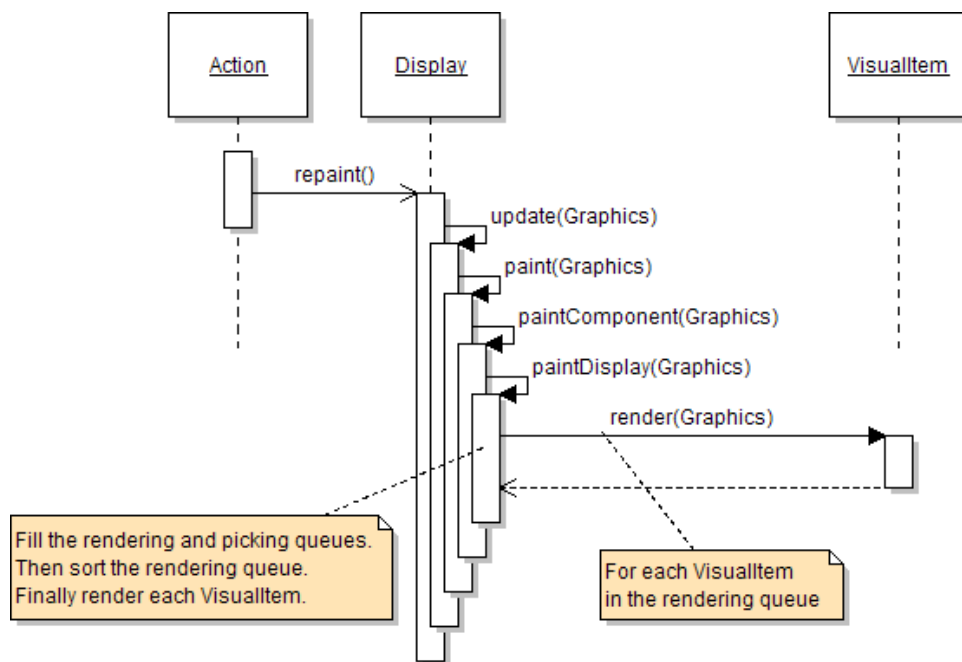 Action
Display
VisualItem
repaint()
update(Graphics)
paint(Graphics)
paintComponent(Graphics)
paintDisplay(Graphics)
render(Graphics)
Fill the rendering and picking queues.
Then sort the rendering queue.
Finally render each VisualItem.
For each VisualItem
in the rendering queue